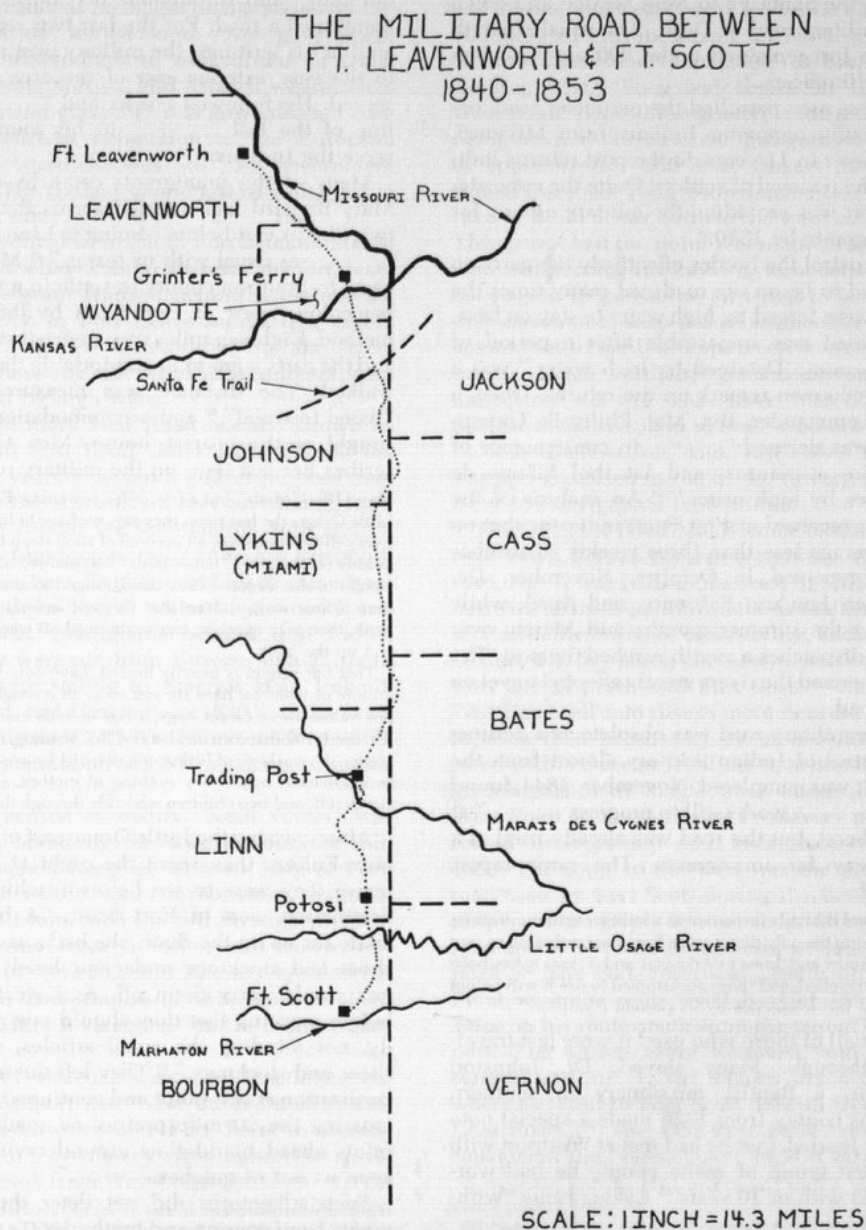 THE MILITARY ROAD BETWEEN
FT. LEAVENWORTH & FT. SCOTT
1840-1853
Ft. Leavenworth
MISSOURI RIVER
LEAVENWORTH
Grinter's Ferry
WYANDOTTE
KANSAS RIVER
SANTA FE TRAIL
JACKSON
JOHNSON
LYKINS
(MIAMI)
CASS
BATES
Trading Post
MARAIS DES CYGNES RIVER
LINN
Potosi
LITTLE OSAGE RIVER
Ft. Scott
MARMATON RIVER
BOURBON
VERNON
SCALE: 1 INCH = 14.3 MILES